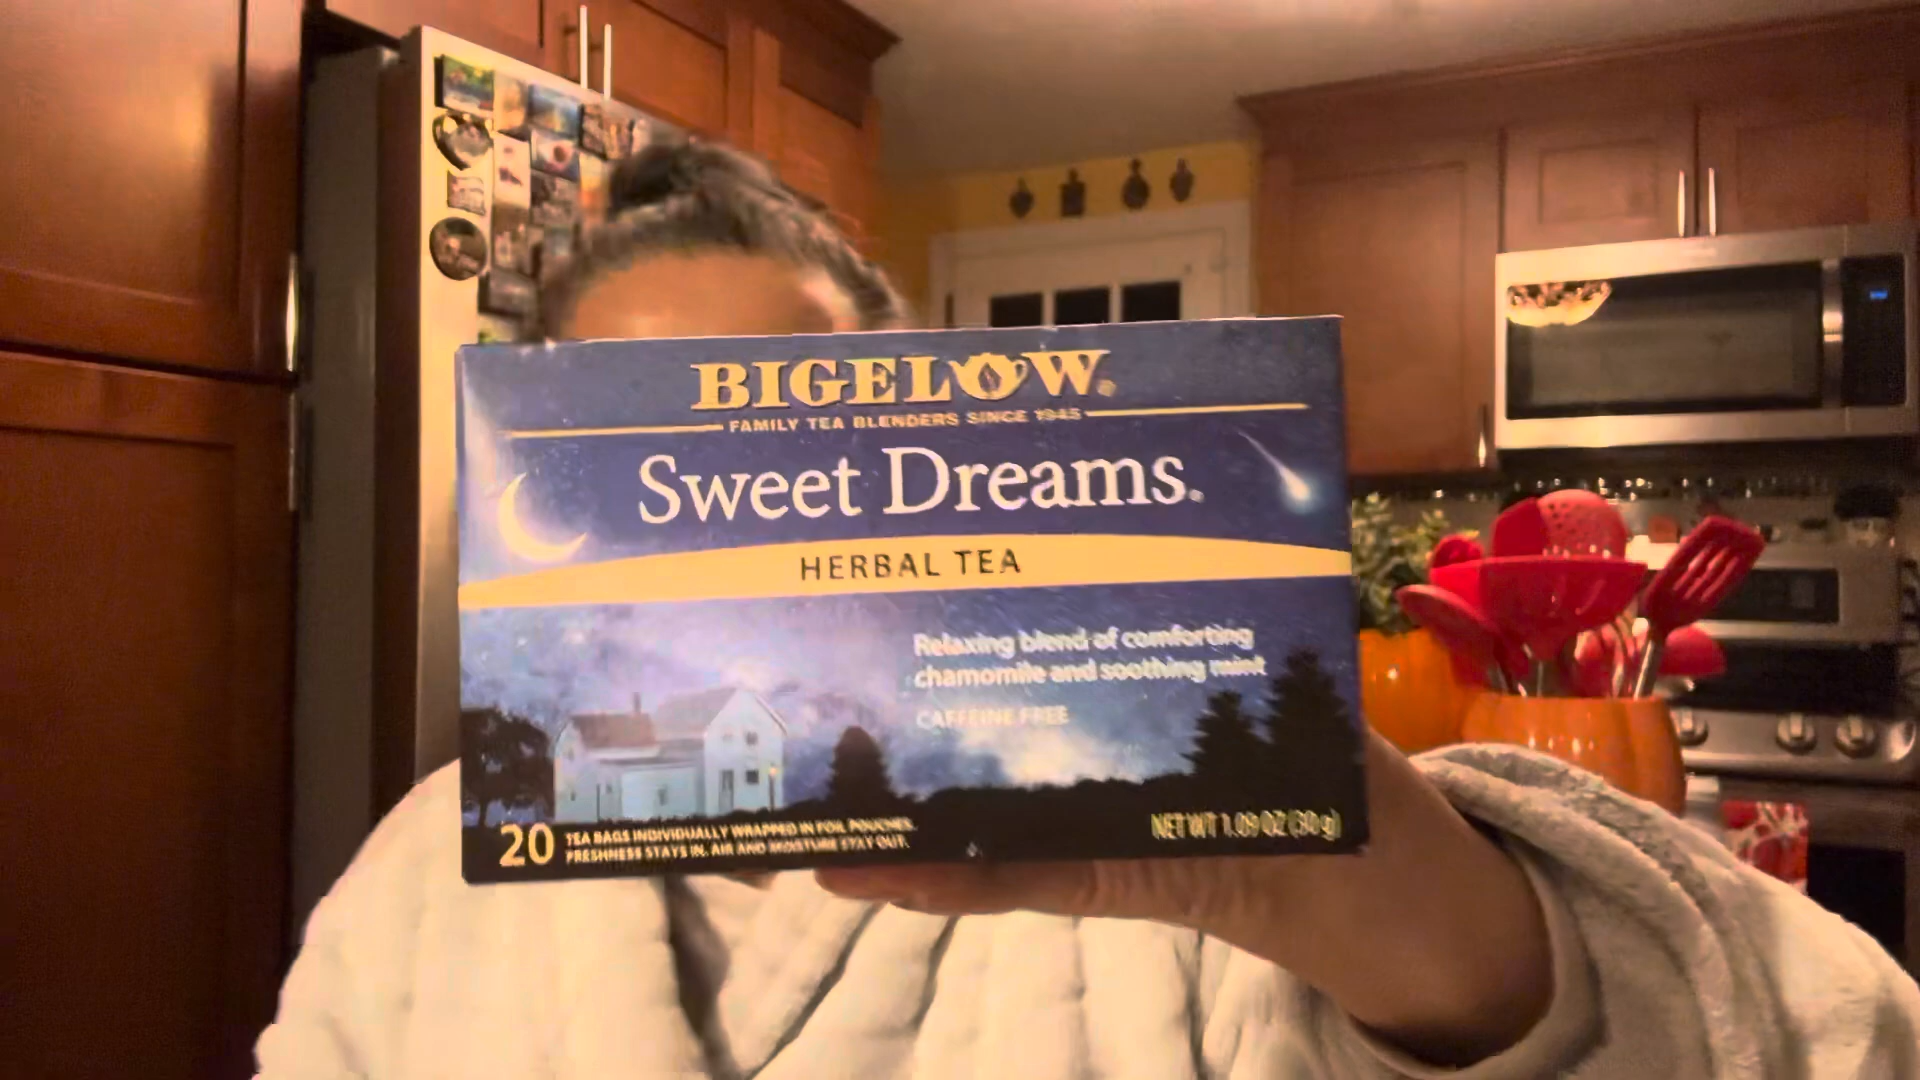 BIGELOW®
FAMILY TEA BLENDERS SINCE 1945
Sweet Dreams®
HERBAL TEA
Relaxing blend of comforting
chamomile and soothing mint
CAFFEINE FREE
20
TEA BAGS INDIVIDUALLY WRAPPED IN FOIL POUCHES.
FRESHNESS STAYS IN, AIR AND MOISTURE STAY OUT.
NET WT 1.09 OZ (30 g)